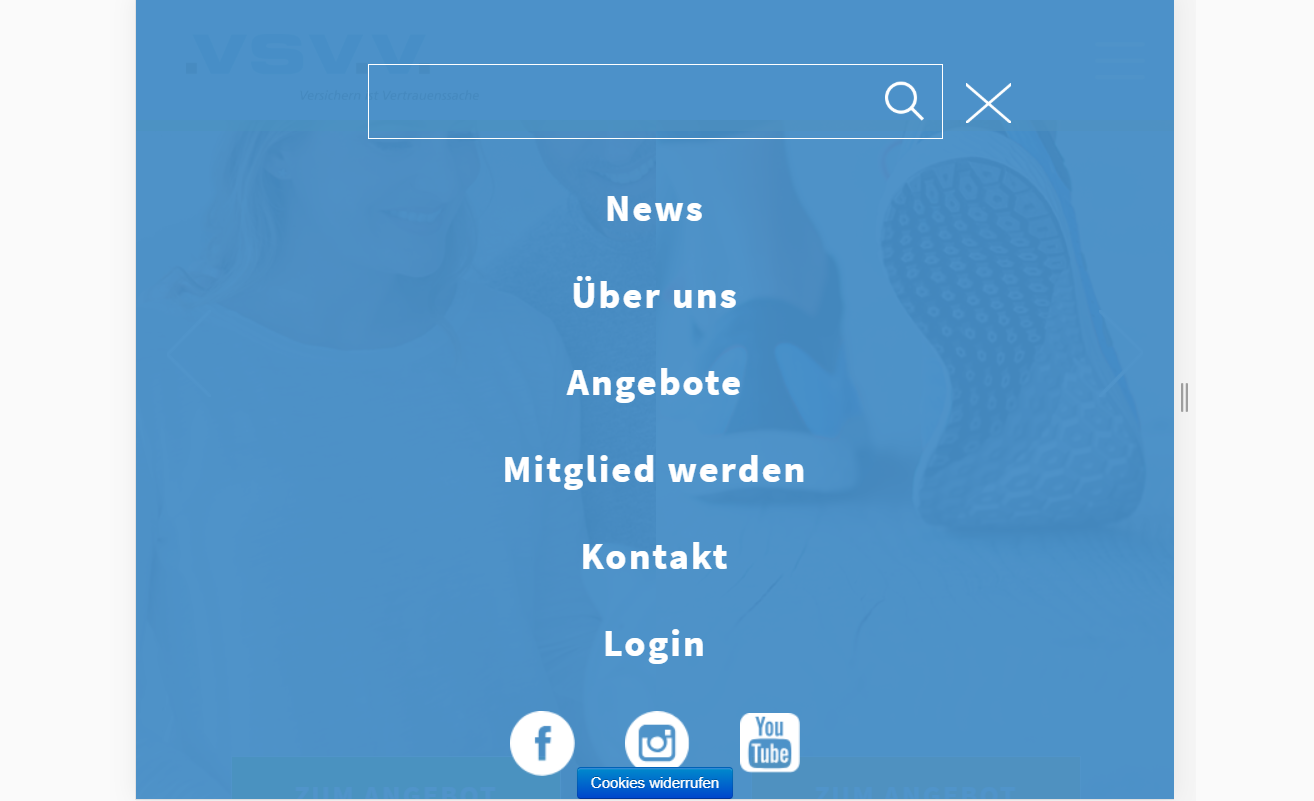 .VSV.V.
Versichern ist Vertrauenssache
News
Über uns
Angebote
Mitglied werden
Kontakt
Login
f
You
Tube
Cookies widerrufen
ZUM ANGEBOT
ZUM ANGEBOT